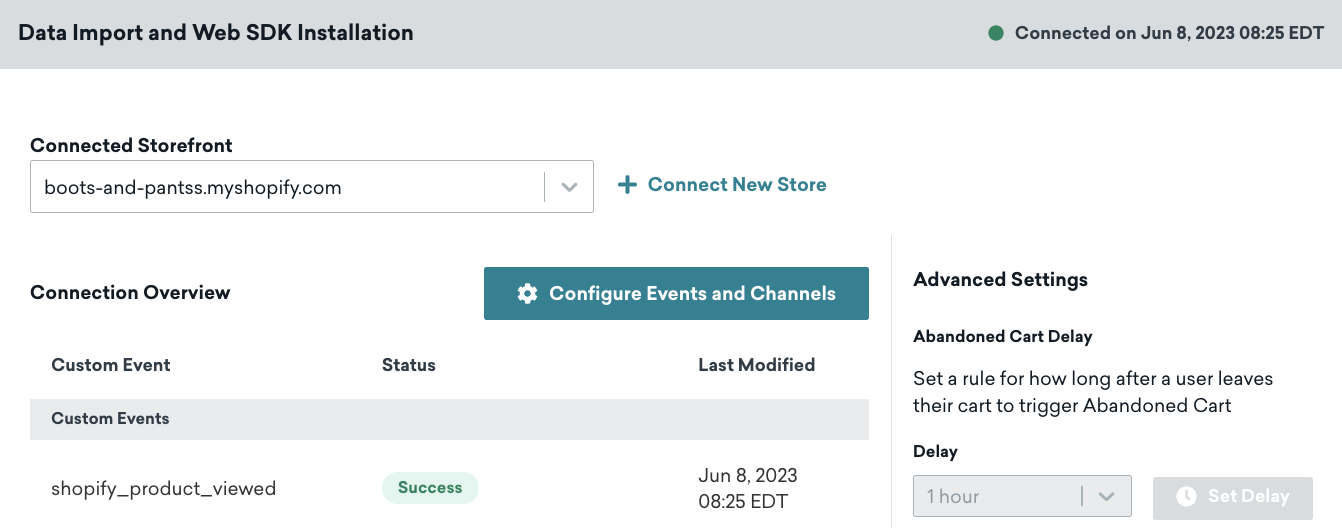 Data Import and Web SDK Installation
Connected on Jun 8, 2023 08:25 EDT
Connected Storefront
boots-and-pantss.myshopify.com
Connect New Store
Connection Overview
Configure Events and Channels
Custom Event Status Last Modified
Custom Events
shopify_product_viewed Success Jun 8, 2023
08:25 EDT
Advanced Settings
Abandoned Cart Delay
Set a rule for how long after a user leaves
their cart to trigger Abandoned Cart
Delay
1 hour
Set Delay